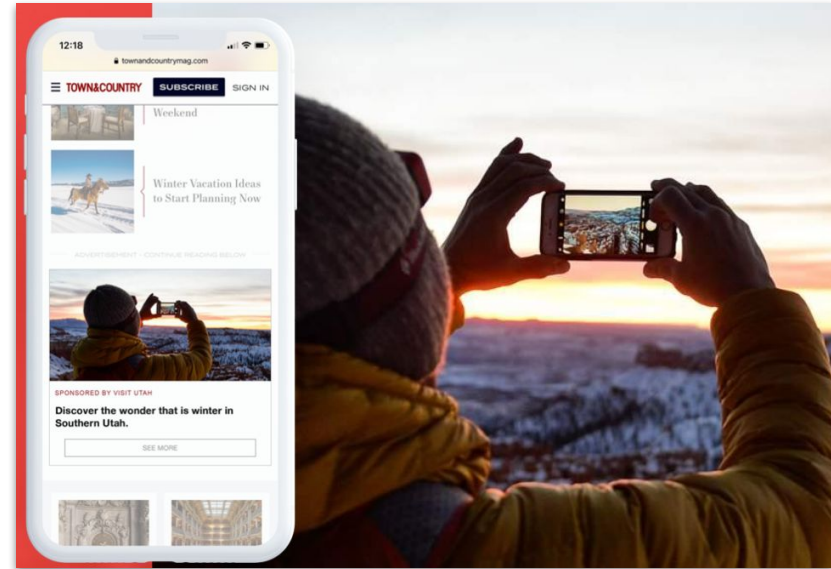 12:18
townandcountrymag.com
TOWN&COUNTRY SUBSCRIBE SIGN IN
Weekend
Winter Vacation Ideas
to Start Planning Now
ADVERTISEMENT - CONTINUE READING BELOW
SPONSORED BY VISIT UTAH
Discover the wonder that is winter in
Southern Utah.
SEE MORE